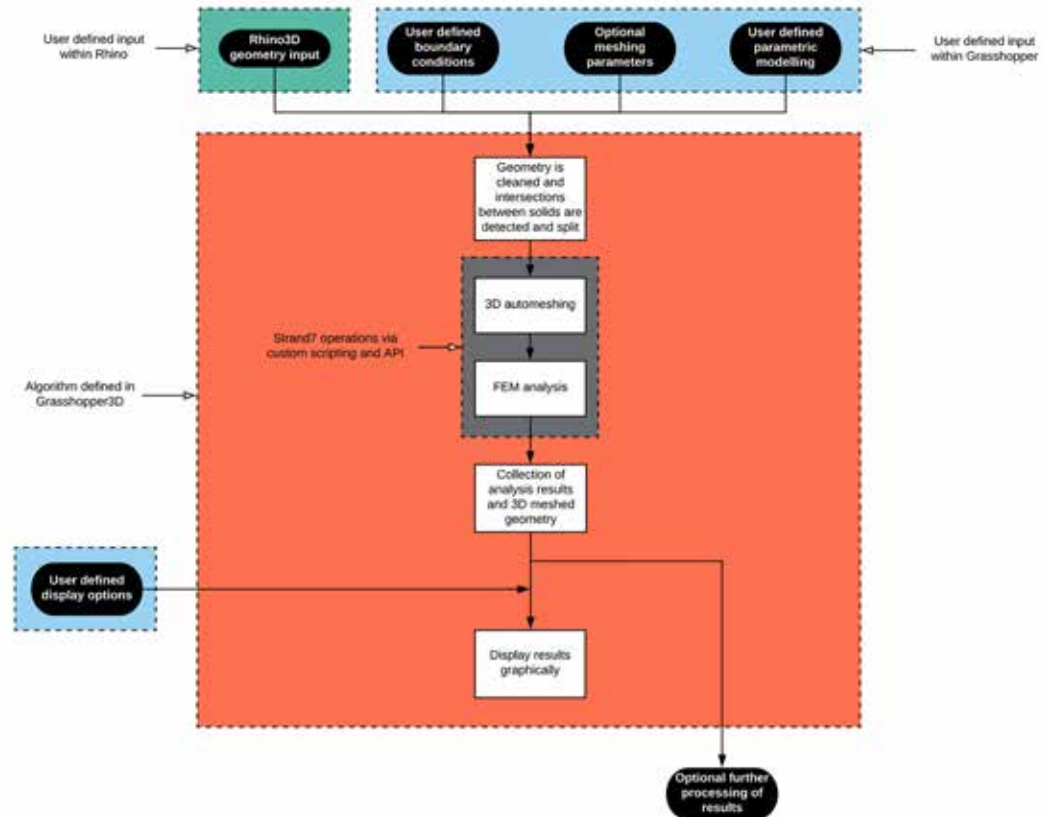 User defined input
within Rhino
Rhino3D
geometry input
User defined
boundary
conditions
Optional
meshing
parameters
User defined
parametric
modelling
User defined input
within Grasshopper
Geometry is
cleaned and
intersections
between solids are
detected and split
3D automeshing
Strand7 operations via
custom scripting and API
FEM analysis
Algorithm defined in
Grasshopper3D
Collection of
analysis results
and 3D meshed
geometry
User defined
display options
Display results
graphically
Optional further
processing of
results